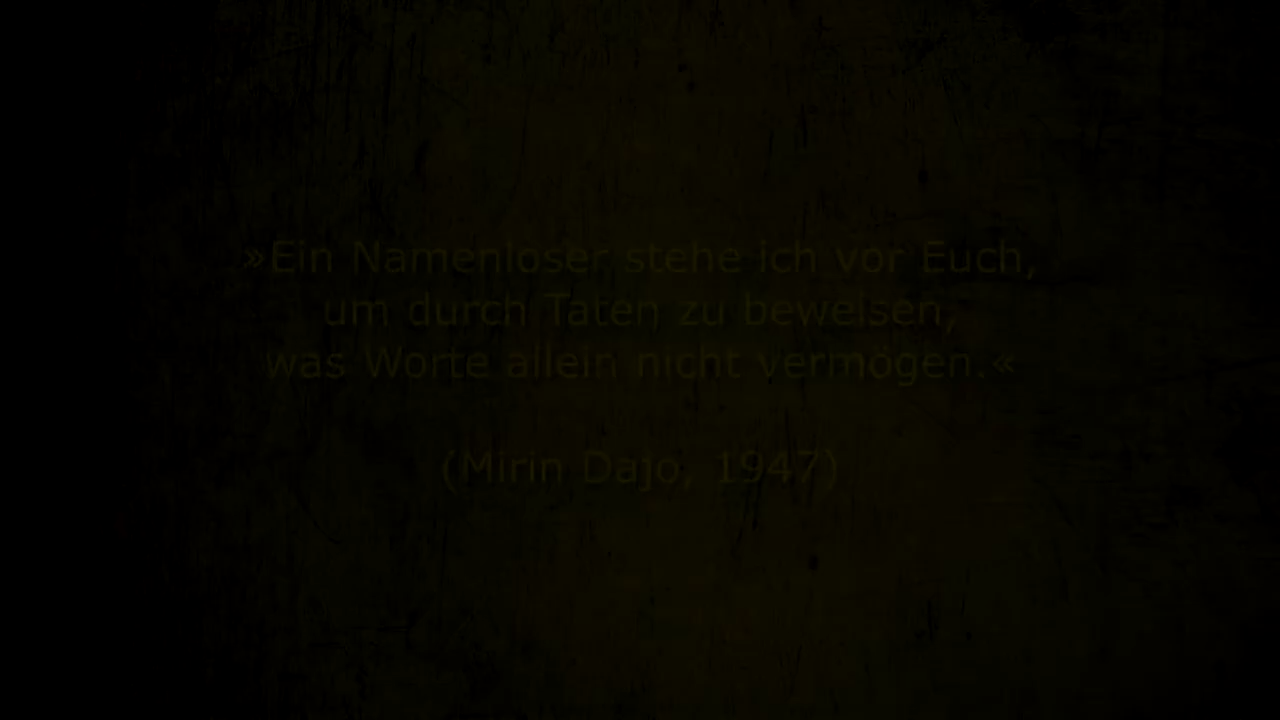 »Ein Namenloser stehe ich vor Euch,
um durch Taten zu beweisen,
was Worte allein nicht vermögen.«
(Mirin Dajo, 1947)